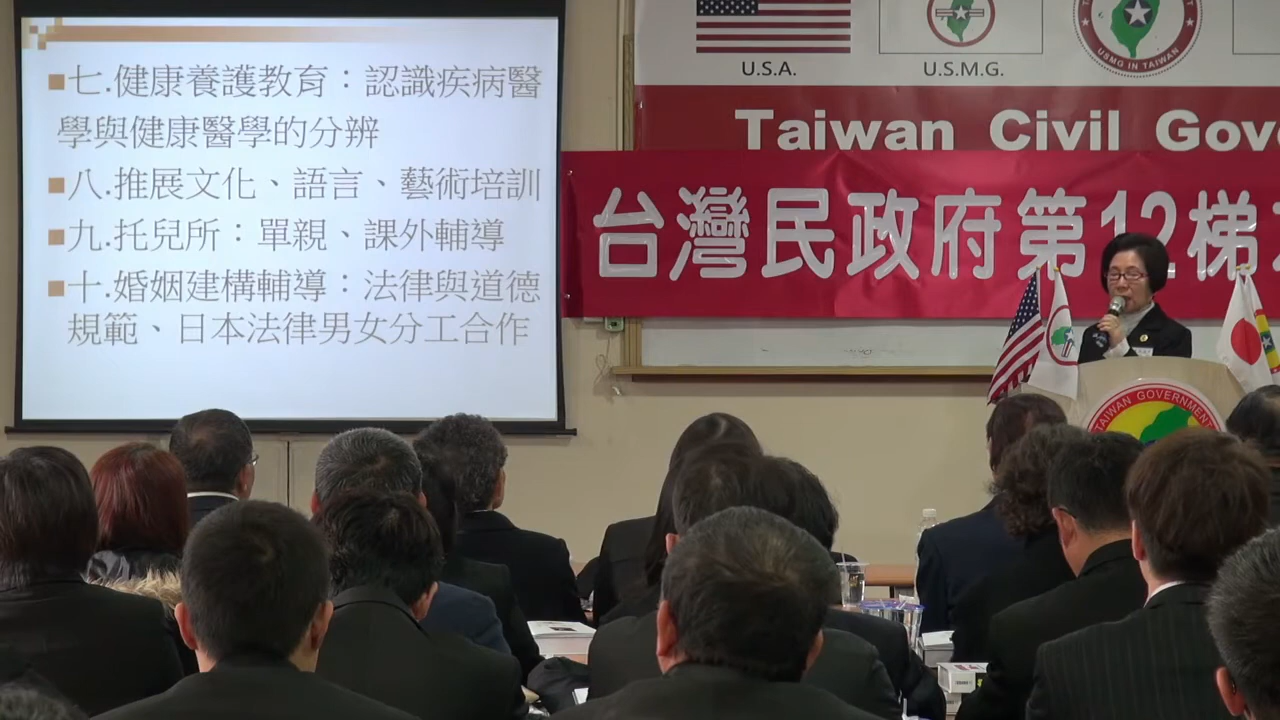 七.健康養護教育：認識疾病醫
學與健康醫學的分辨
八.推展文化、語言、藝術培訓
九.托兒所：單親、課外輔導
十.婚姻建構輔導：法律與道德
規範、日本法律男女分工合作
U.S.A.
U.S.M.G.
USMG IN TAIWAN
Taiwan Civil Gov
台灣民政府第12梯
TAIWAN GOVERNMENT